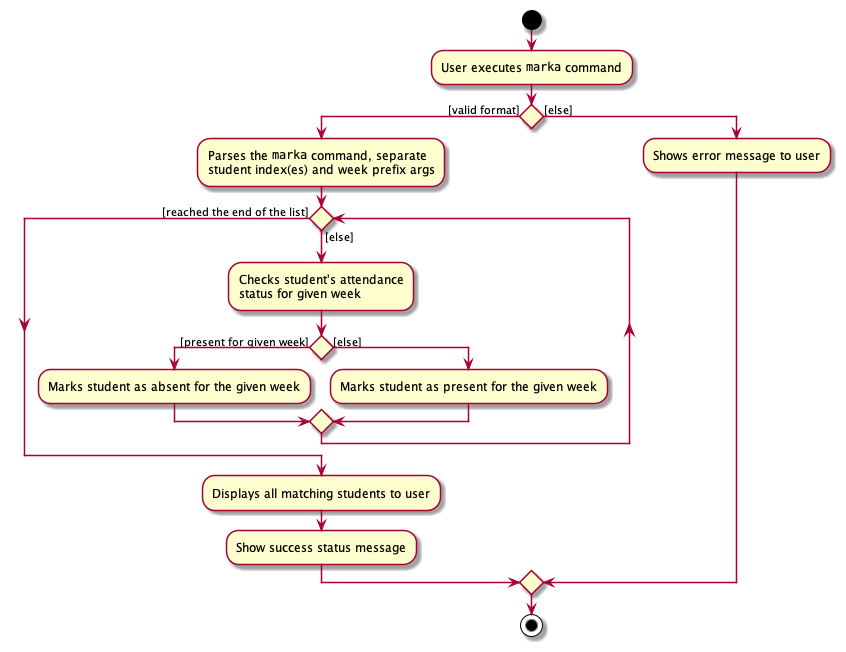 User executes marka command
[valid format]
[else]
Parses the marka command, separate
student index(es) and week prefix args
Shows error message to user
[reached the end of the list]
[else]
Checks student's attendance
status for given week
[present for given week]
[else]
Marks student as absent for the given week
Marks student as present for the given week
Displays all matching students to user
Show success status message